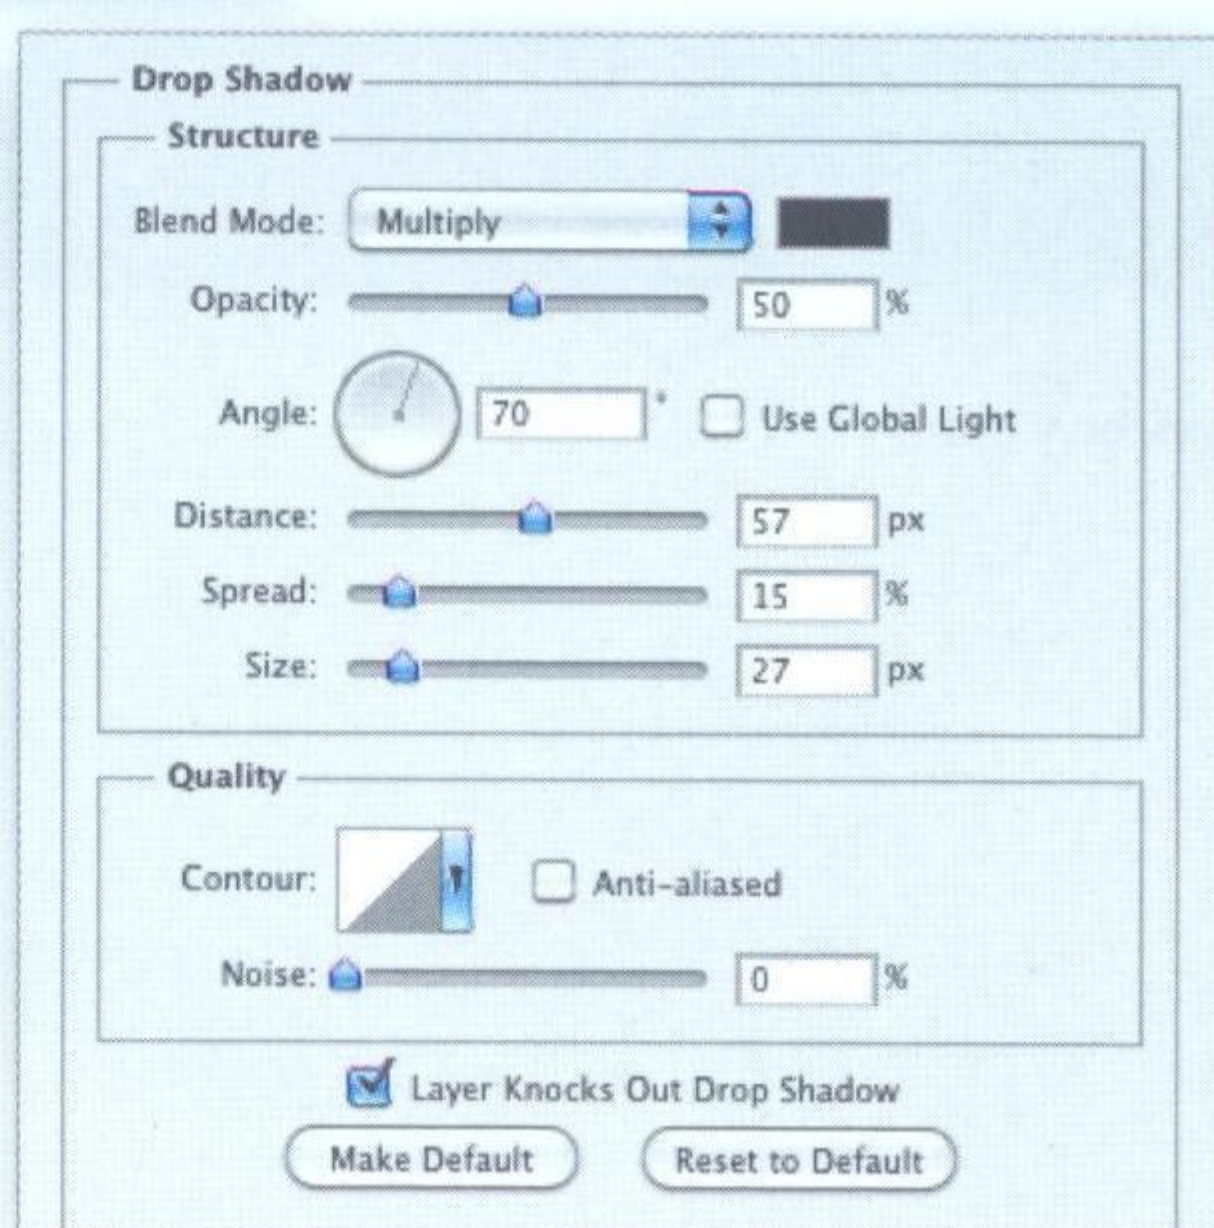 Drop Shadow
Structure
Blend Mode: Multiply
Opacity: 50 %
Angle: 70 ° Use Global Light
Distance: 57 px
Spread: 15 %
Size: 27 px
Quality
Contour: Anti-aliased
Noise: 0 %
Layer Knocks Out Drop Shadow
Make Default Reset to Default